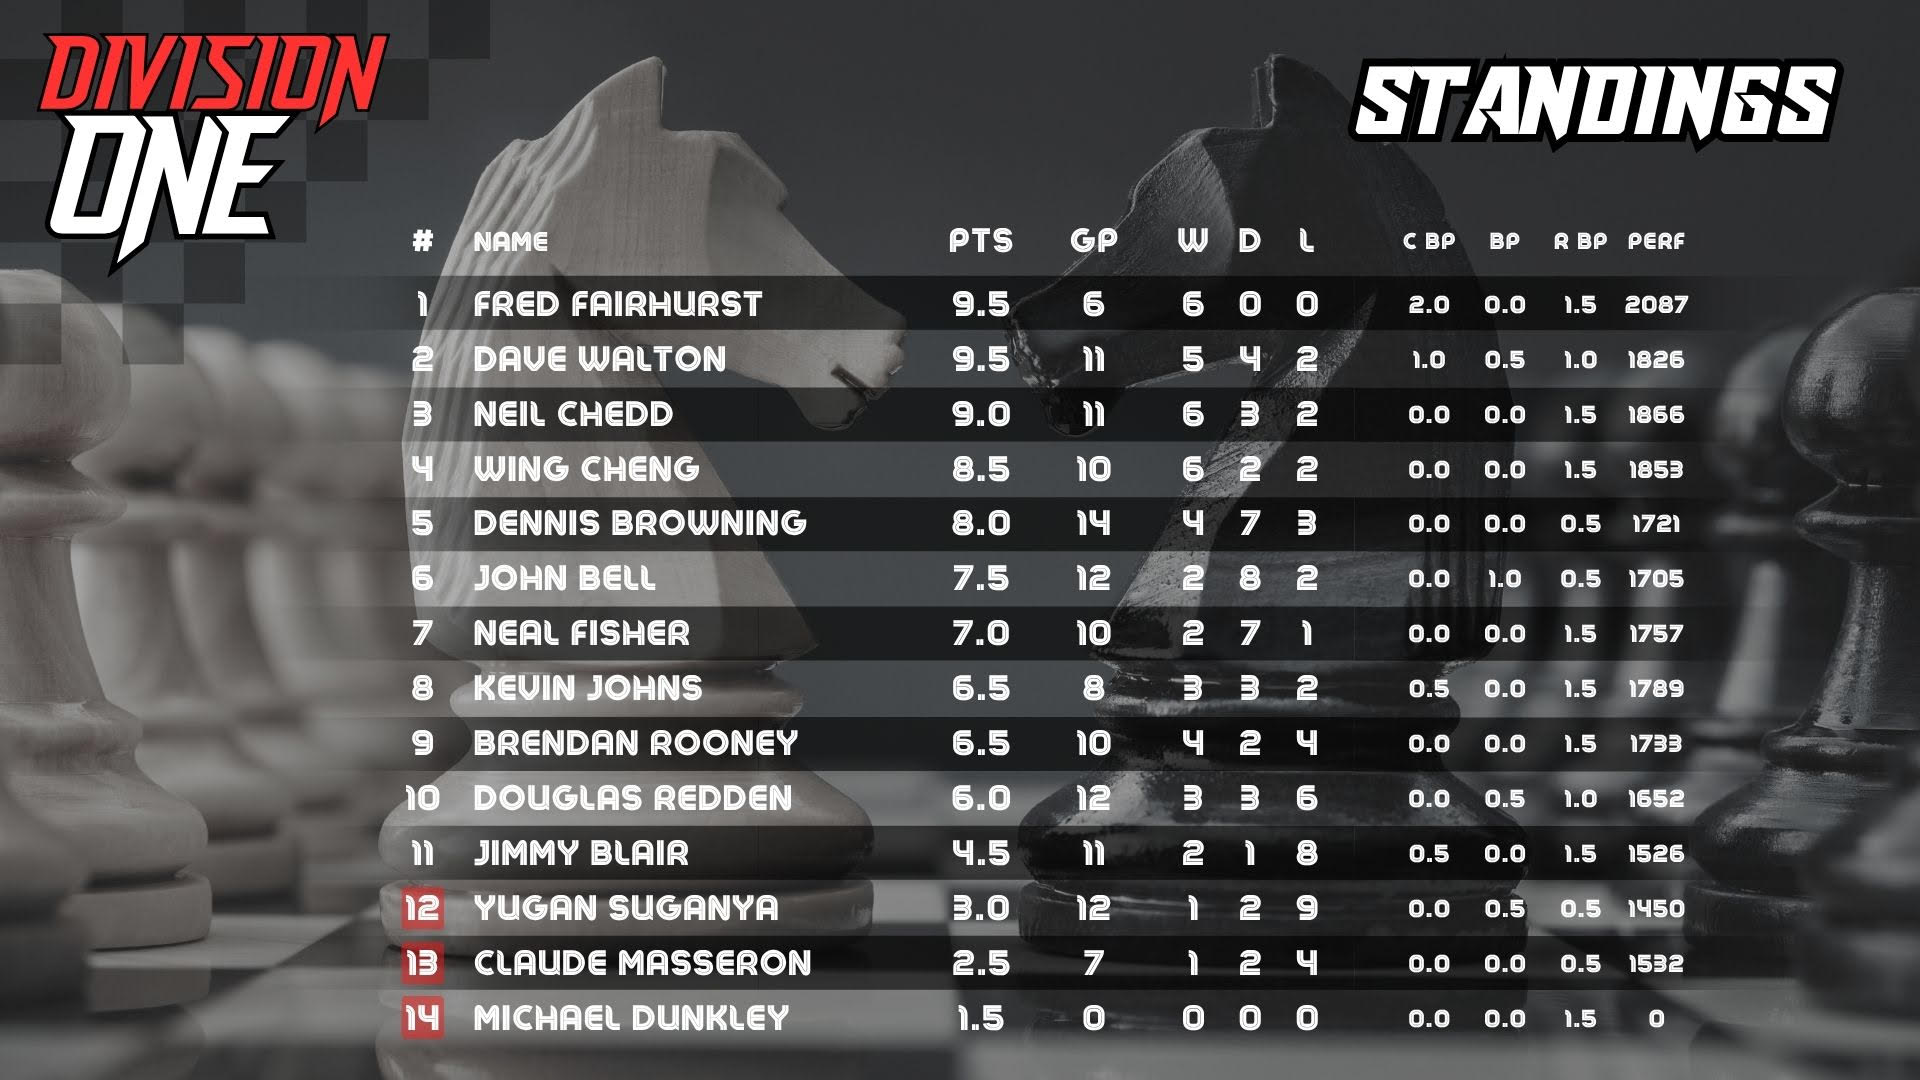 DIVISION
ONE
STANDINGS
# NAME PTS GP W D L C BP BP R BP PERF
1 FRED FAIRHURST 9.5 6 6 0 0 2.0 0.0 1.5 2087
2 DAVE WALTON 9.5 11 5 4 2 1.0 0.5 1.0 1826
3 NEIL CHEDD 9.0 11 6 3 2 0.0 0.0 1.5 1866
4 WING CHENG 8.5 10 6 2 2 0.0 0.0 1.5 1853
5 DENNIS BROWNING 8.0 14 4 7 3 0.0 0.0 0.5 1721
6 JOHN BELL 7.5 12 2 8 2 0.0 1.0 0.5 1705
7 NEAL FISHER 7.0 10 2 7 1 0.0 0.0 1.5 1757
8 KEVIN JOHNS 6.5 8 3 3 2 0.5 0.0 1.5 1789
9 BRENDAN ROONEY 6.5 10 4 2 4 0.0 0.0 1.5 1733
10 DOUGLAS REDDEN 6.0 12 3 3 6 0.0 0.5 1.0 1652
11 JIMMY BLAIR 4.5 11 2 1 8 0.5 0.0 1.5 1526
12 YUGAN SUGANYA 3.0 12 1 2 9 0.0 0.5 0.5 1450
13 CLAUDE MASSERON 2.5 7 1 2 4 0.0 0.0 0.5 1532
14 MICHAEL DUNKLEY 1.5 0 0 0 0 0.0 0.0 1.5 0